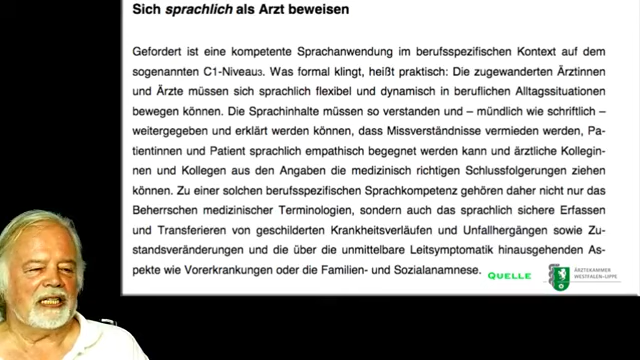 Sich sprachlich als Arzt beweisen
Gefordert ist eine kompetente Sprachanwendung im berufsspezifischen Kontext auf dem
sogenannten C1-Niveau3. Was formal klingt, heißt praktisch: Die zugewanderten Ärztinnen
und Ärzte müssen sich sprachlich flexibel und dynamisch in beruflichen Alltagssituationen
bewegen können. Die Sprachinhalte müssen so verstanden und – mündlich wie schriftlich –
weitergegeben und erklärt werden können, dass Missverständnisse vermieden werden, Pa-
tientinnen und Patient sprachlich empathisch begegnet werden kann und ärztliche Kollegin-
nen und Kollegen aus den Angaben die medizinisch richtigen Schlussfolgerungen ziehen
können. Zu einer solchen berufsspezifischen Sprachkompetenz gehören daher nicht nur das
Beherrschen medizinischer Terminologien, sondern auch das sprachlich sichere Erfassen
und Transferieren von geschilderten Krankheitsverläufen und Unfallhergängen sowie Zu-
standsveränderungen und die über die unmittelbare Leitsymptomatik hinausgehenden As-
pekte wie Vorerkrankungen oder die Familien- und Sozialanamnese.
QUELLE
ÄRZTEKAMMER
WESTFALEN-LIPPE